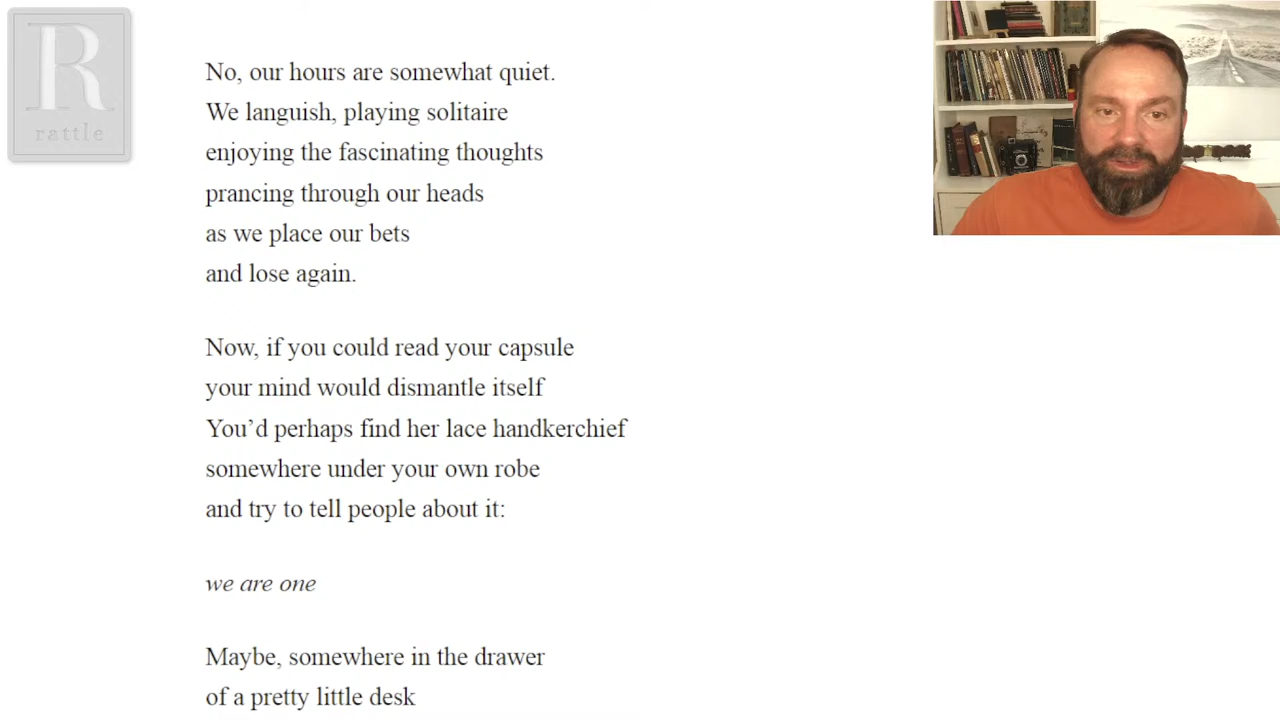 R
rattle
No, our hours are somewhat quiet.
We languish, playing solitaire
enjoying the fascinating thoughts
prancing through our heads
as we place our bets
and lose again.
Now, if you could read your capsule
your mind would dismantle itself
You’d perhaps find her lace handkerchief
somewhere under your own robe
and try to tell people about it:
we are one
Maybe, somewhere in the drawer
of a pretty little desk